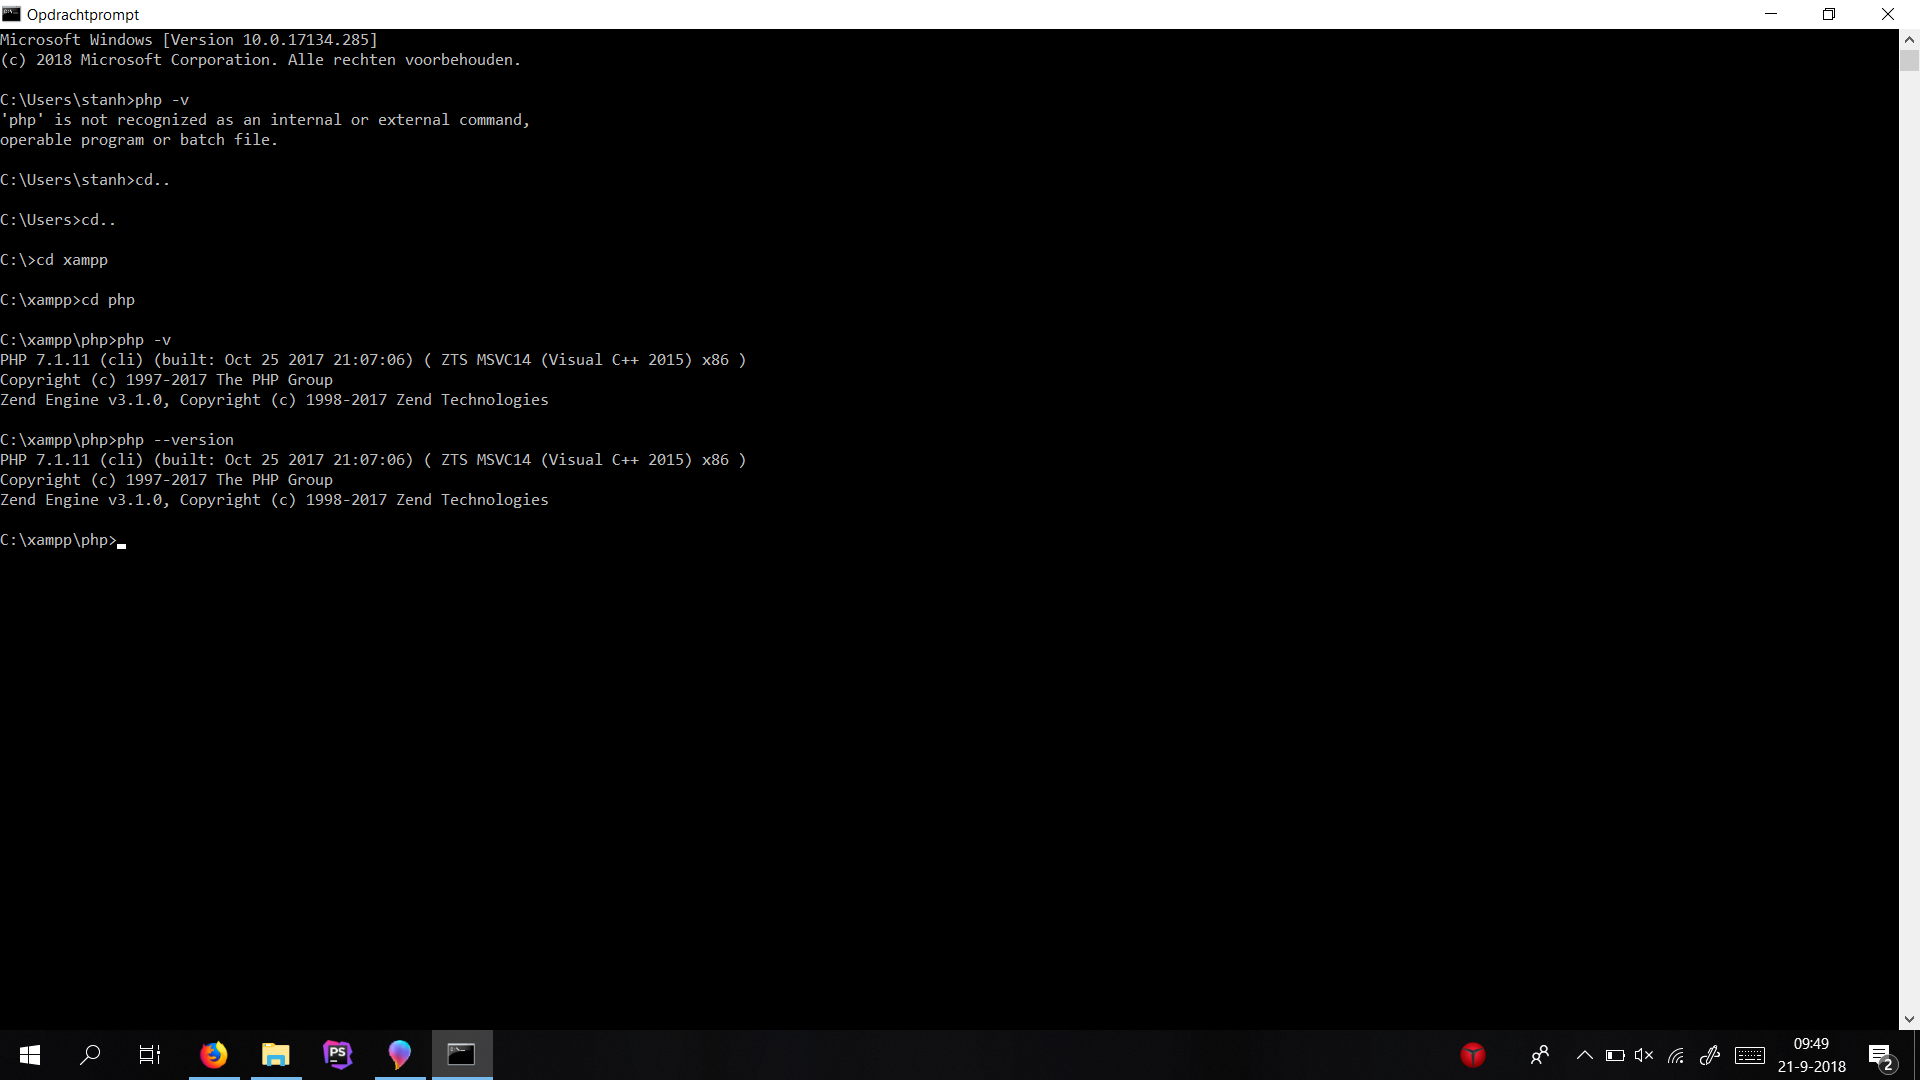 Opdrachtprompt
Microsoft Windows [Version 10.0.17134.285]
(c) 2018 Microsoft Corporation. Alle rechten voorbehouden.
C:\Users\stanh>php -v
'php' is not recognized as an internal or external command,
operable program or batch file.
C:\Users\stanh>cd..
C:\Users>cd..
C:\>cd xampp
C:\xampp>cd php
C:\xampp\php>php -v
PHP 7.1.11 (cli) (built: Oct 25 2017 21:07:06) ( ZTS MSVC14 (Visual C++ 2015) x86 )
Copyright (c) 1997-2017 The PHP Group
Zend Engine v3.1.0, Copyright (c) 1998-2017 Zend Technologies
C:\xampp\php>php --version
PHP 7.1.11 (cli) (built: Oct 25 2017 21:07:06) ( ZTS MSVC14 (Visual C++ 2015) x86 )
Copyright (c) 1997-2017 The PHP Group
Zend Engine v3.1.0, Copyright (c) 1998-2017 Zend Technologies
C:\xampp\php>
PS
09:49
21-9-2018
2